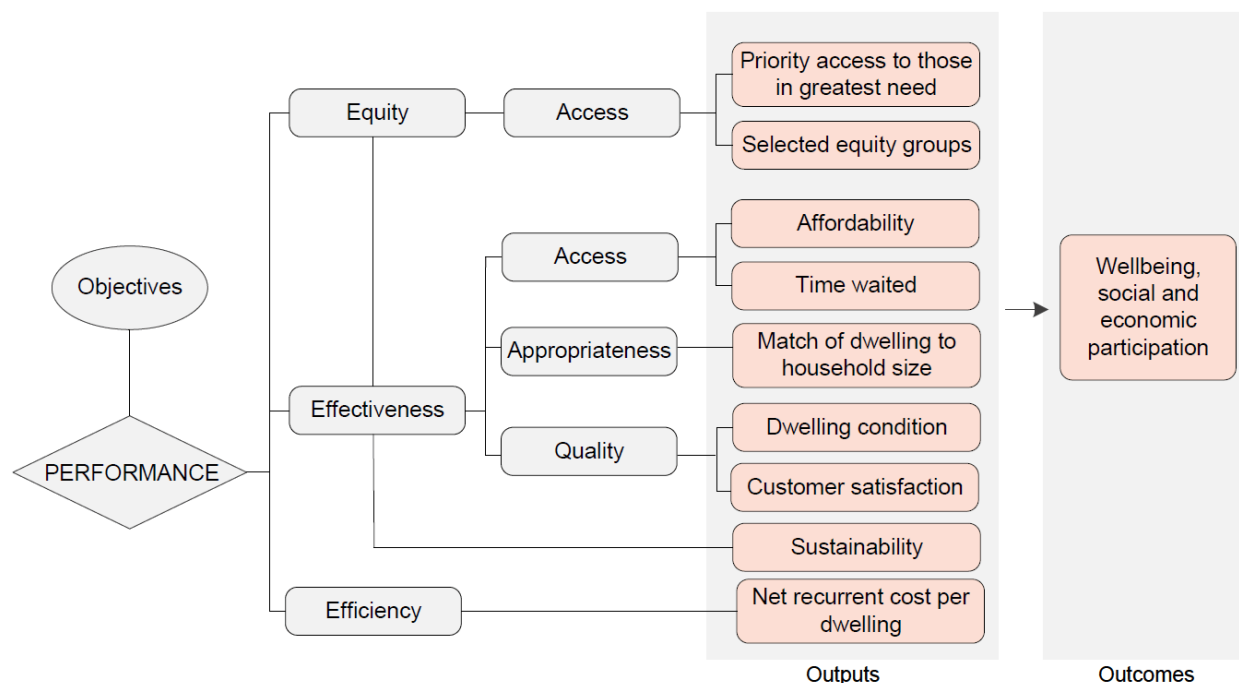 Objectives
PERFORMANCE
Equity
Access
Priority access to those
in greatest need
Selected equity groups
Effectiveness
Access
Affordability
Time waited
Appropriateness
Match of dwelling to
household size
Quality
Dwelling condition
Customer satisfaction
Sustainability
Efficiency
Net recurrent cost per
dwelling
Outputs
Wellbeing,
social and
economic
participation
Outcomes